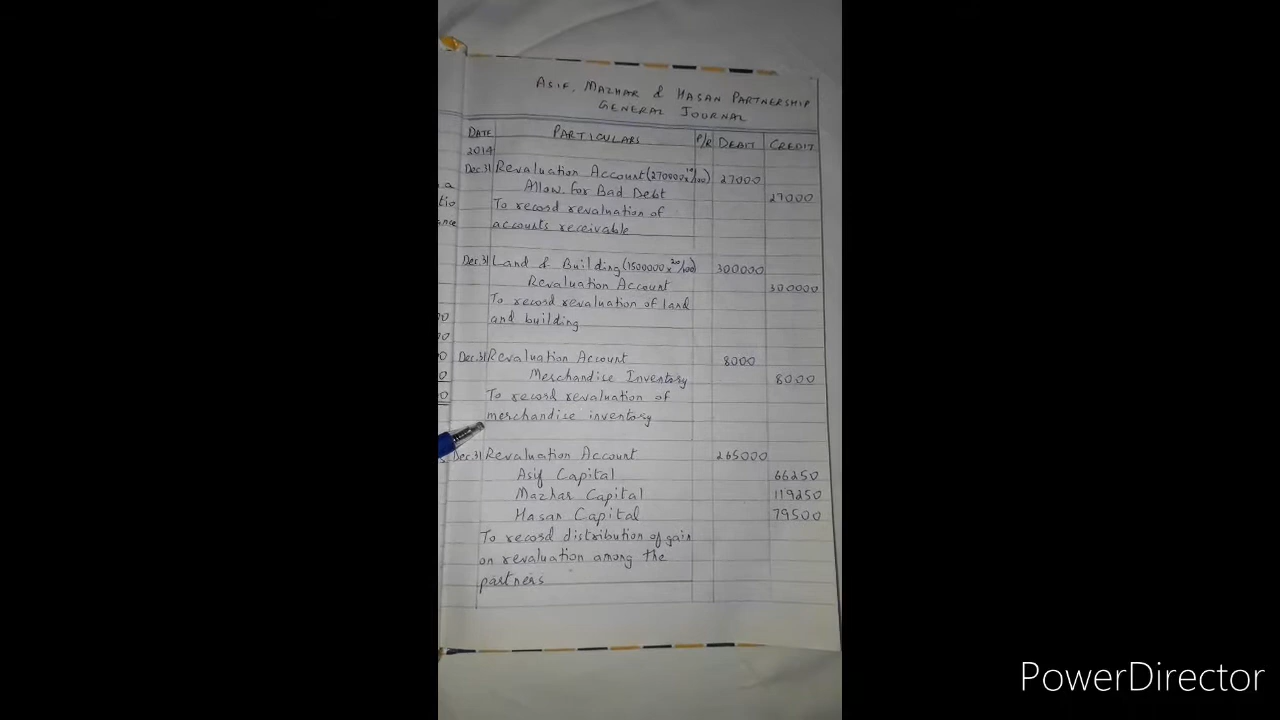 ASIF, MAZHAR & HASAN PARTNERSHIP
GENERAL JOURNAL
DATE PARTICULARS P/R DEBIT CREDIT
2014
Dec.31 Revaluation Account (270000x10/100) 27000
Allow for Bad Debt 27000
To record revaluation of
accounts receivable
Dec.31 Land & Building (1500000x20/100) 300000
Revaluation Account 300000
To record revaluation of land
and building
Dec.31 Revaluation Account 8000
Merchandise Inventory 8000
To record revaluation of
merchandise inventory
Dec.31 Revaluation Account 265000
Asif Capital 66250
Mazhar Capital 119250
Hasan Capital 79500
To record distribution of gain
on revaluation among the
partners
PowerDirector